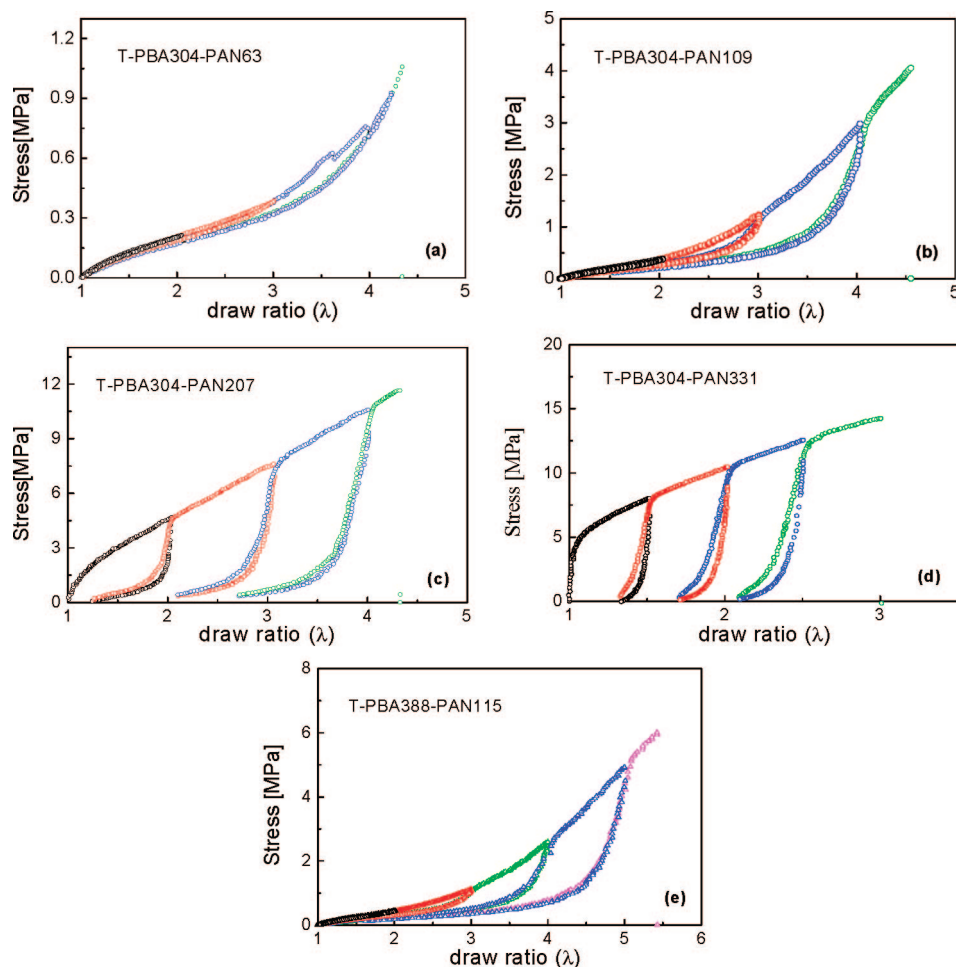 1.2
0.9
0.6
0.3
0.0
Stress[MPa]
T-PBA304-PAN63
(a)
1 2 3 4 5
draw ratio (λ)
5
4
3
2
1
0
Stress [MPa]
T-PBA304-PAN109
(b)
1 2 3 4 5
draw ratio (λ)
12
9
6
3
0
Stress[MPa]
T-PBA304-PAN207
(c)
1 2 3 4 5
draw ratio (λ)
20
15
10
5
0
Stress [MPa]
T-PBA304-PAN331
(d)
1 2 3
draw ratio (λ)
8
6
4
2
0
Stress [MPa]
T-PBA388-PAN115
(e)
1 2 3 4 5 6
draw ratio (λ)